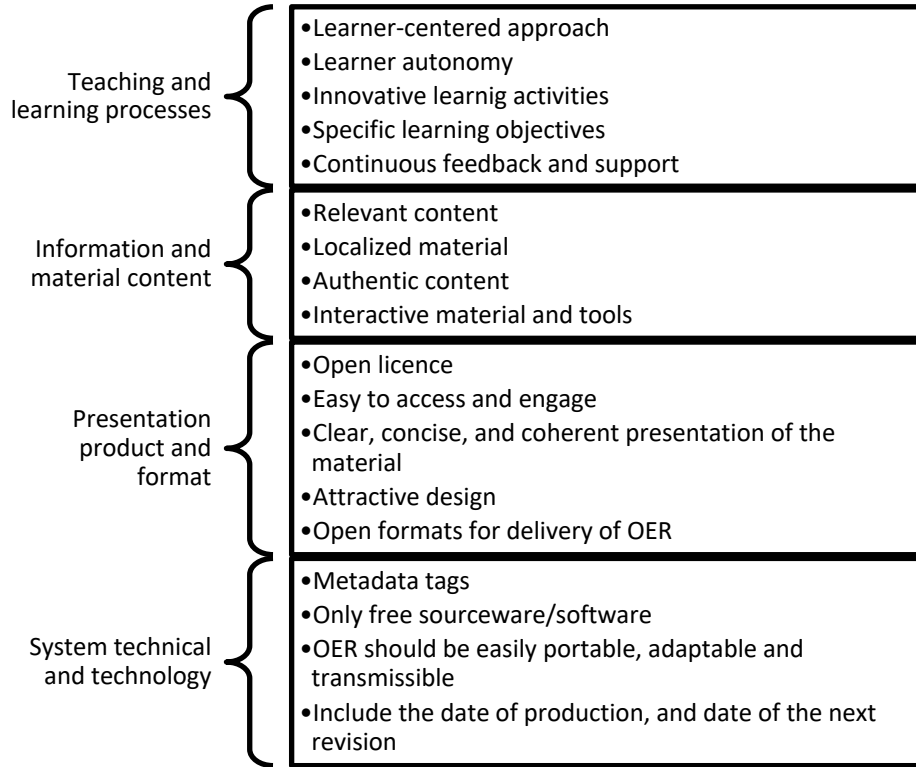 Teaching and
learning processes
•Learner-centered approach
•Learner autonomy
•Innovative learnig activities
•Specific learning objectives
•Continuous feedback and support
Information and
material content
•Relevant content
•Localized material
•Authentic content
•Interactive material and tools
Presentation
product and
format
•Open licence
•Easy to access and engage
•Clear, concise, and coherent presentation of the
material
•Attractive design
•Open formats for delivery of OER
System technical
and technology
•Metadata tags
•Only free sourceware/software
•OER should be easily portable, adaptable and
transmissible
•Include the date of production, and date of the next
revision